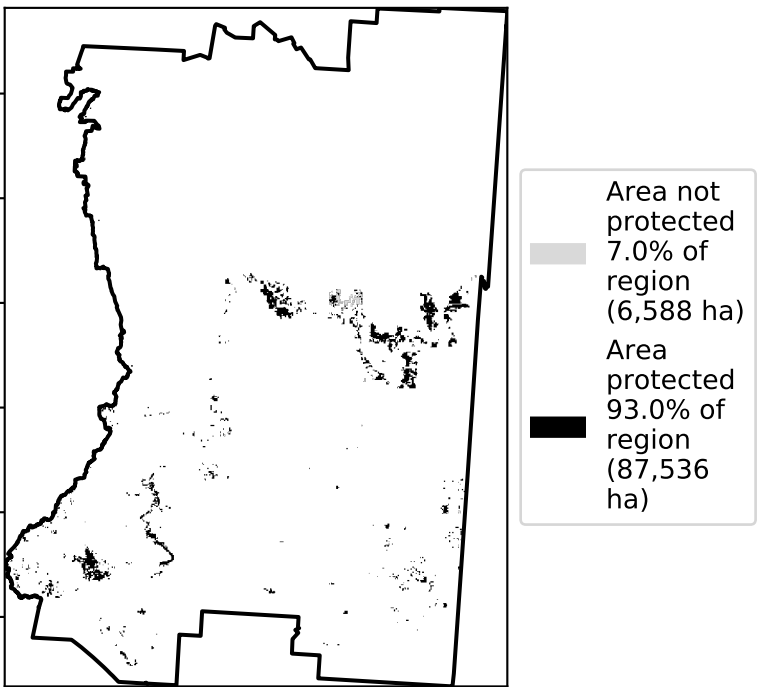 Area not
protected
7.0% of
region
(6,588 ha)
Area
protected
93.0% of
region
(87,536
ha)